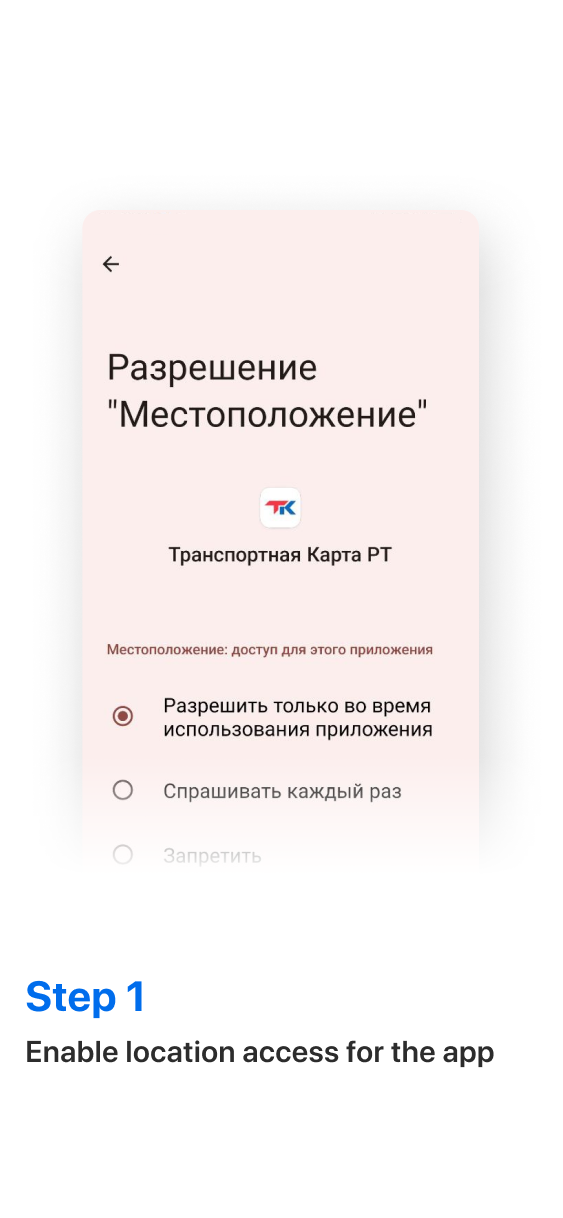 Разрешение
"Местоположение"
ТК
Транспортная Карта РТ
Местоположение: доступ для этого приложения
Разрешить только во время
использования приложения
Спрашивать каждый раз
Запретить
Step 1
Enable location access for the app